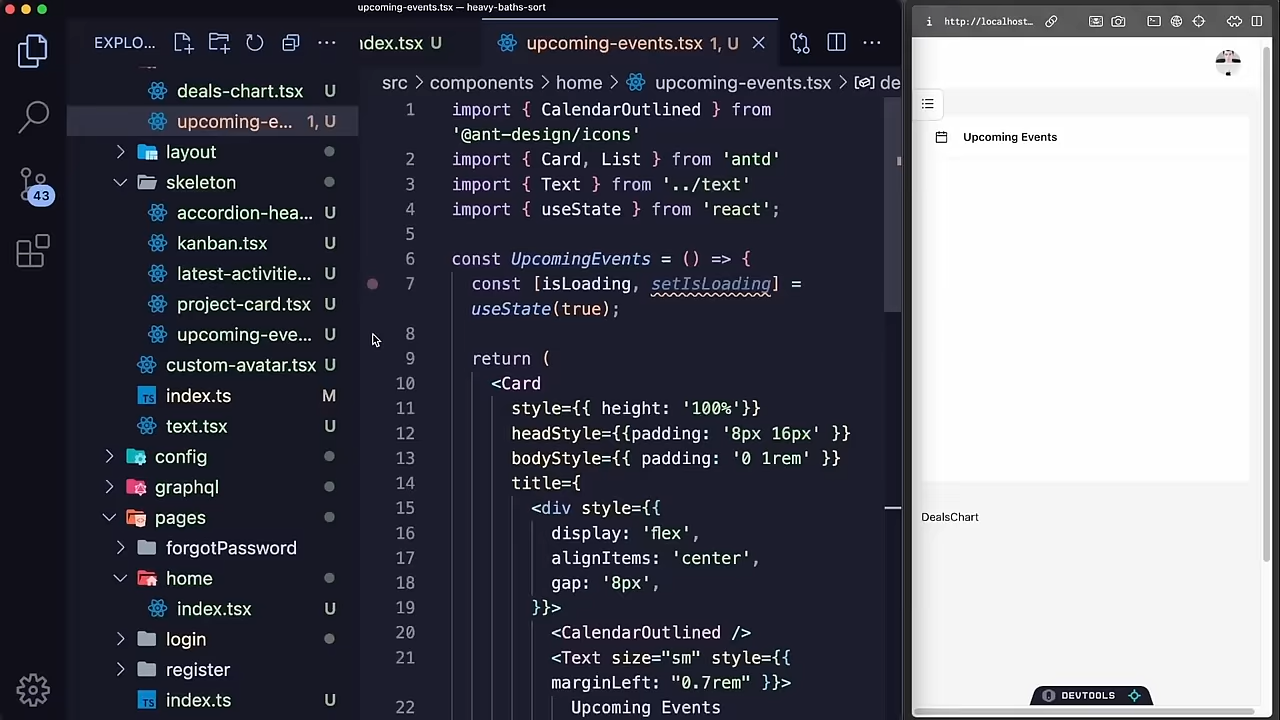 upcoming-events.tsx — heavy-baths-sort
EXPLO...
ndex.tsx U
upcoming-events.tsx 1, U
http://localhost...
src > components > home > upcoming-events.tsx > de
deals-chart.tsx U
upcoming-e... 1, U
layout
skeleton
accordion-hea... U
kanban.tsx U
latest-activitie... U
project-card.tsx U
upcoming-eve... U
custom-avatar.tsx U
index.ts M
text.tsx U
config
graphql
pages
forgotPassword
home
index.tsx U
login
register
index.ts U
43
1 import { CalendarOutlined } from
'@ant-design/icons'
2 import { Card, List } from 'antd'
3 import { Text } from '../text'
4 import { useState } from 'react';
5
6 const UpcomingEvents = () => {
7 const [isLoading, setIsLoading] =
useState(true);
8
9 return (
10 <Card
11 style={{ height: '100%'}}
12 headStyle={{padding: '8px 16px' }}
13 bodyStyle={{ padding: '0 1rem' }}
14 title={
15 <div style={{
16 display: 'flex',
17 alignItems: 'center',
18 gap: '8px',
19 }}>
20 <CalendarOutlined />
21 <Text size="sm" style={{
marginLeft: "0.7rem" }}>
22 Upcoming Events
Upcoming Events
DealsChart
DEVTOOLS